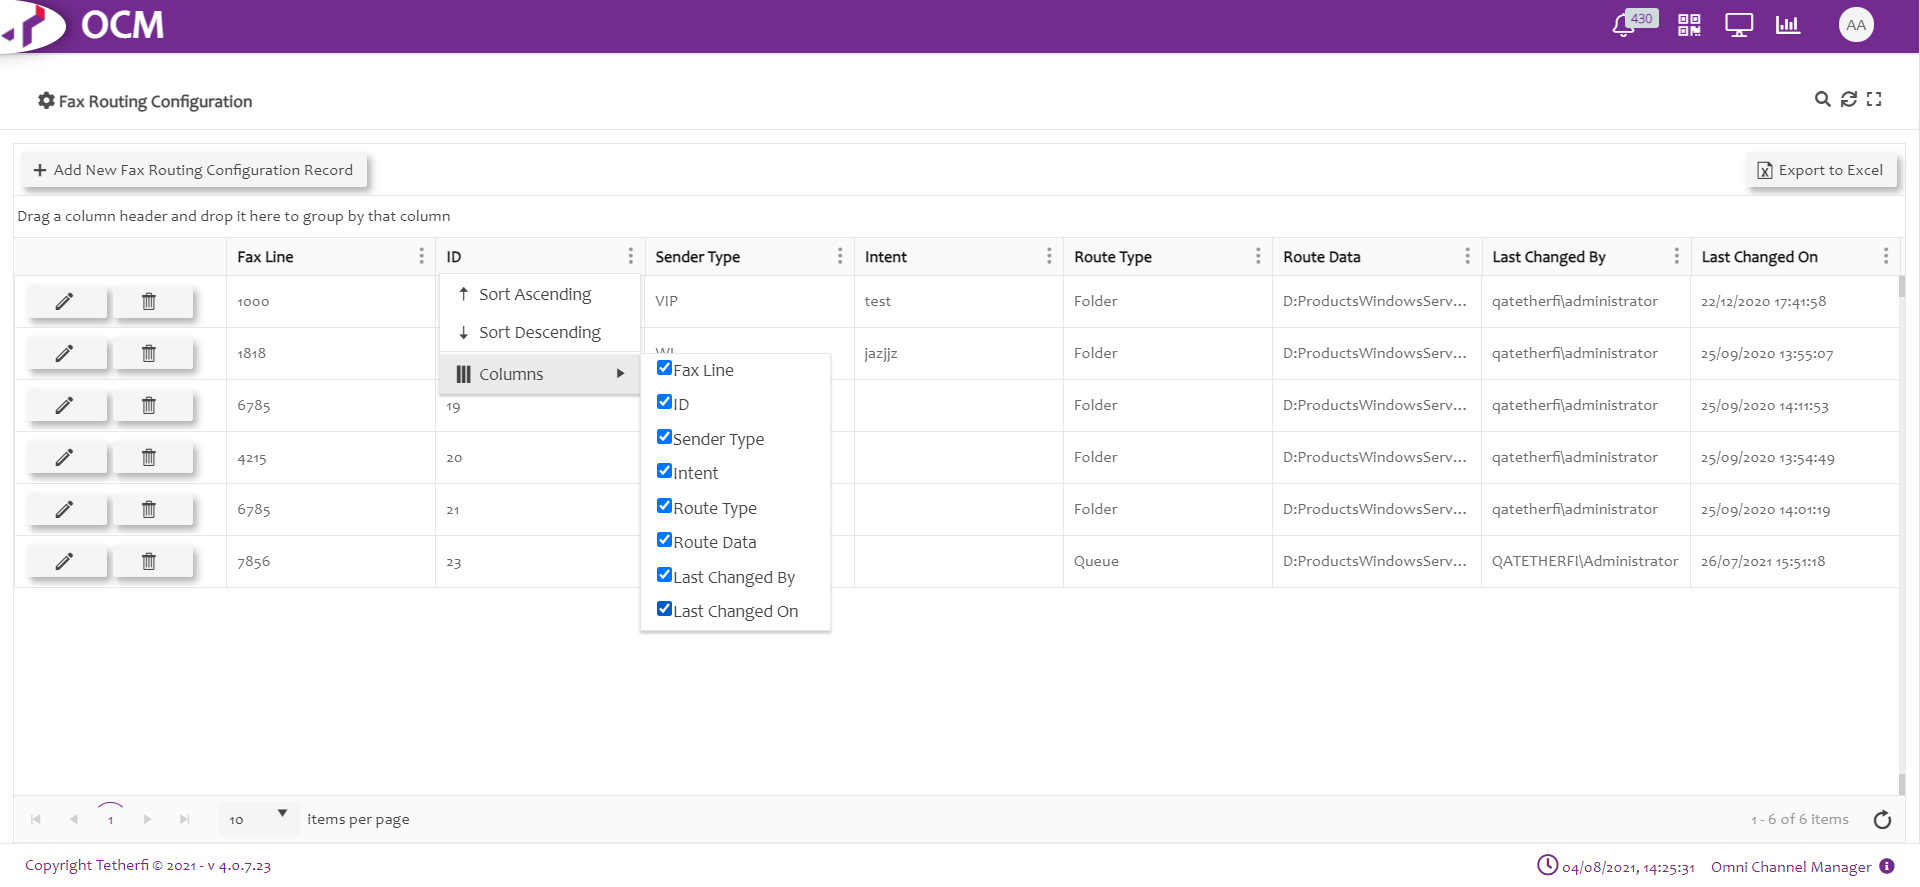 OCM
430
AA
Fax Routing Configuration
Add New Fax Routing Configuration Record
Export to Excel
Drag a column header and drop it here to group by that column
Fax Line ID Sender Type Intent Route Type Route Data Last Changed By Last Changed On
1000 VIP test Folder D:ProductsWindowsServ... qatetherfi\administrator 22/12/2020 17:41:58
1818 jazjjz Folder D:ProductsWindowsServ... qatetherfi\administrator 25/09/2020 13:55:07
6785 19 Folder D:ProductsWindowsServ... qatetherfi\administrator 25/09/2020 14:11:53
4215 20 Folder D:ProductsWindowsServ... qatetherfi\administrator 25/09/2020 13:54:49
6785 21 Folder D:ProductsWindowsServ... qatetherfi\administrator 25/09/2020 14:01:19
7856 23 Queue D:ProductsWindowsServ... QATETHERFI\Administrator 26/07/2021 15:51:18
Sort Ascending
Sort Descending
Columns
Fax Line
ID
Sender Type
Intent
Route Type
Route Data
Last Changed By
Last Changed On
1 10 items per page 1 - 6 of 6 items
Copyright Tetherfi © 2021 - v 4.0.7.23 04/08/2021, 14:25:31 Omni Channel Manager